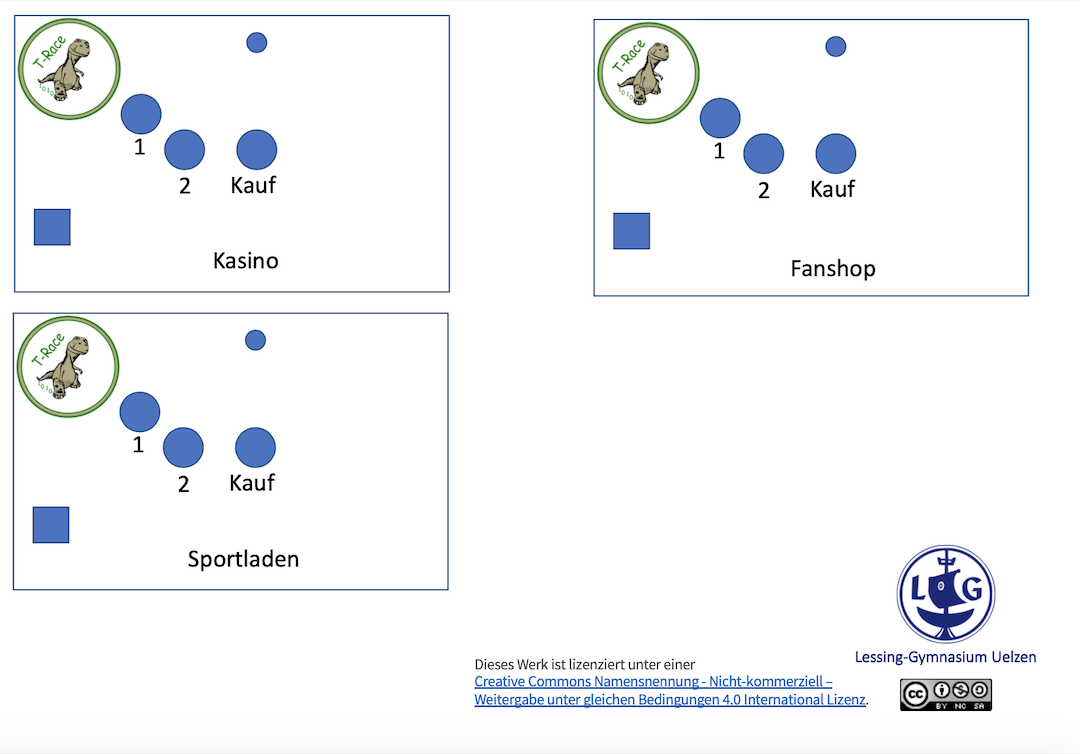 T-Race
1010
1
2
Kauf
Kasino
T-Race
1010
1
2
Kauf
Fanshop
T-Race
1010
1
2
Kauf
Sportladen
L G
Lessing-Gymnasium Uelzen
Dieses Werk ist lizenziert unter einer
Creative Commons Namensnennung - Nicht-kommerziell –
Weitergabe unter gleichen Bedingungen 4.0 International Lizenz.
cc
BY NC SA